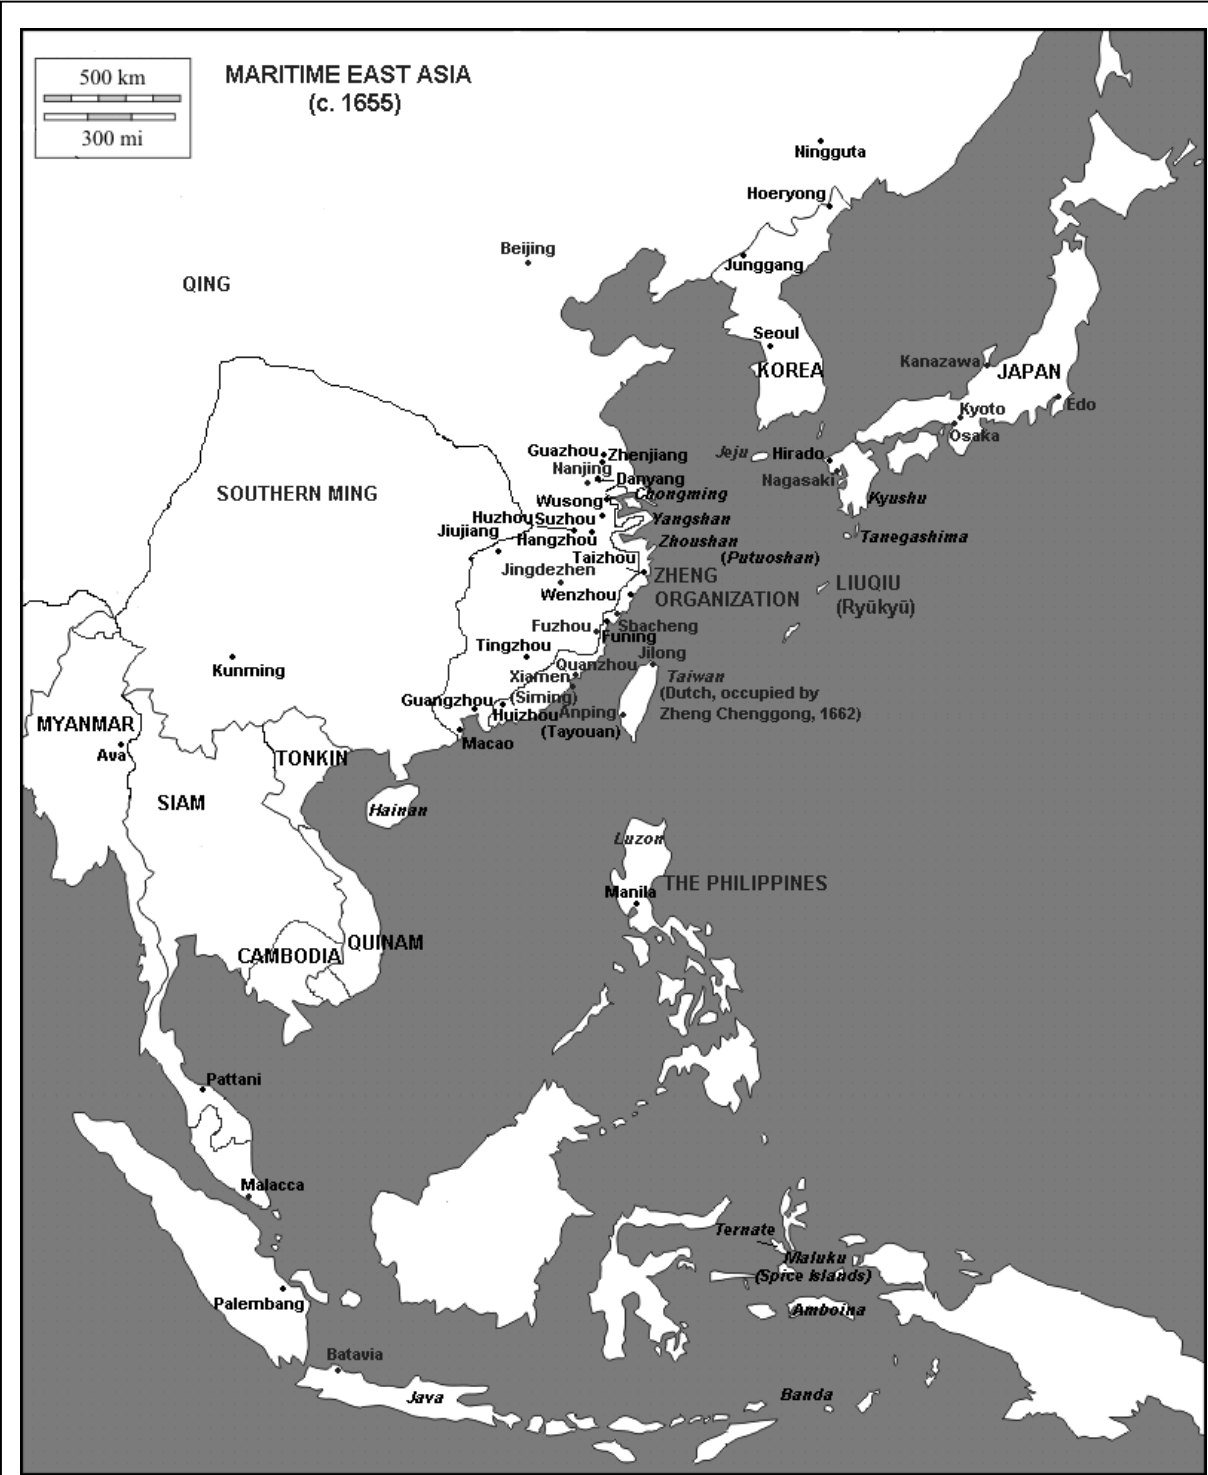 500 km
300 mi
MARITIME EAST ASIA
(c. 1655)
Ningguta
Hoeryong
Beijing
Junggang
QING
Seoul
KOREA
Kanazawa
JAPAN
Edo
Kyoto
Osaka
Guazhou
Zhenjiang
Jeju
Hirado
Nanjing
Danyang
Nagasaki
SOUTHERN MING
Chongming
Kyushu
Wusong
Huzhou
Suzhou
Yangshan
Jiujiang
Hangzhou
Zhoushan
Tanegashima
Taizhou
(Putuoshan)
Jingdezhen
ZHENG
ORGANIZATION
LIUQIU
(Ryūkyū)
Wenzhou
Fuzhou
Sbacheng
Funing
Tingzhou
Jilong
Quanzhou
Kunming
Xiamen
(Siming)
Taiwan
(Dutch, occupied by
Zheng Chenggong, 1662)
Guangzhou
Huizhou
Anping
(Tayouan)
MYANMAR
Macao
Ava
TONKIN
SIAM
Hainan
Luzon
Manila
THE PHILIPPINES
CAMBODIA
QUINAM
Pattani
Malacca
Ternate
Maluku
(Spice Islands)
Palembang
Amboina
Batavia
Java
Banda